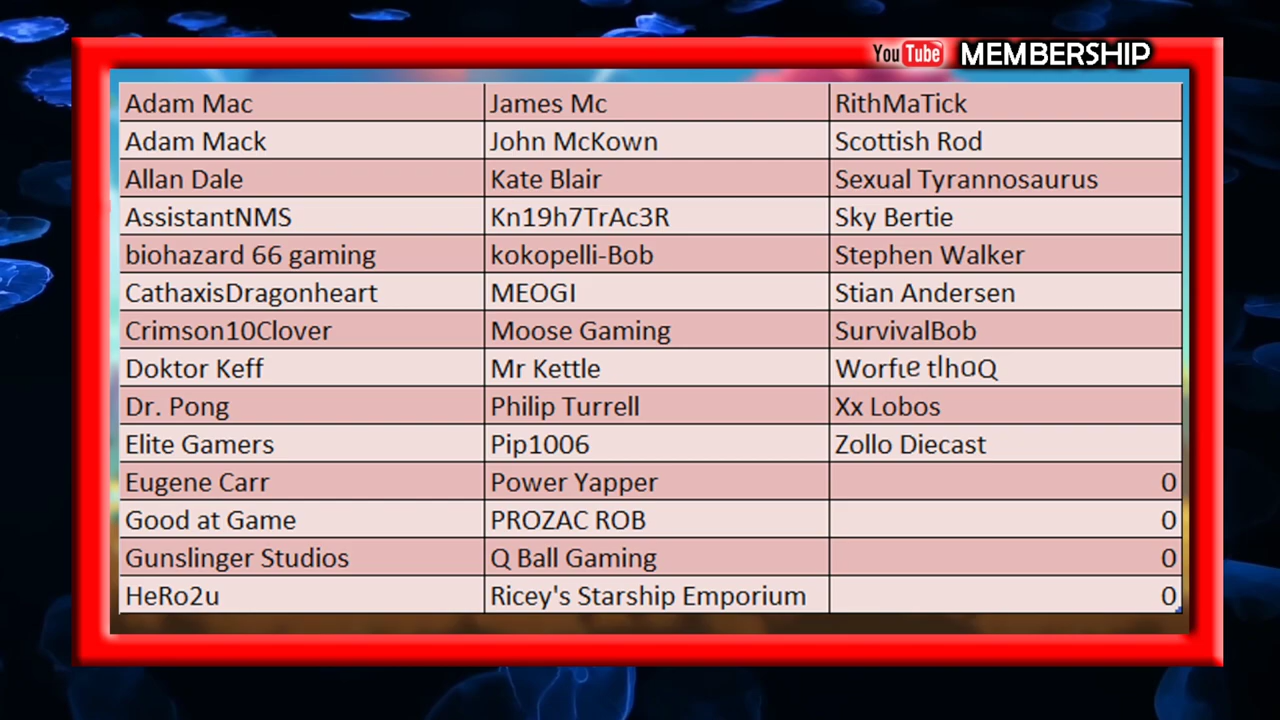 YouTube MEMBERSHIP
Adam Mac James Mc RithMaTick
Adam Mack John McKown Scottish Rod
Allan Dale Kate Blair Sexual Tyrannosaurus
AssistantNMS Kn19h7TrAc3R Sky Bertie
biohazard 66 gaming kokopelli-Bob Stephen Walker
CathaxisDragonheart MEOGI Stian Andersen
Crimson10Clover Moose Gaming SurvivalBob
Doktor Keff Mr Kettle
Dr. Pong Philip Turrell Xx Lobos
Elite Gamers Pip1006 Zollo Diecast
Eugene Carr Power Yapper 0
Good at Game PROZAC ROB 0
Gunslinger Studios Q Ball Gaming 0
HeRo2u Ricey's Starship Emporium 0